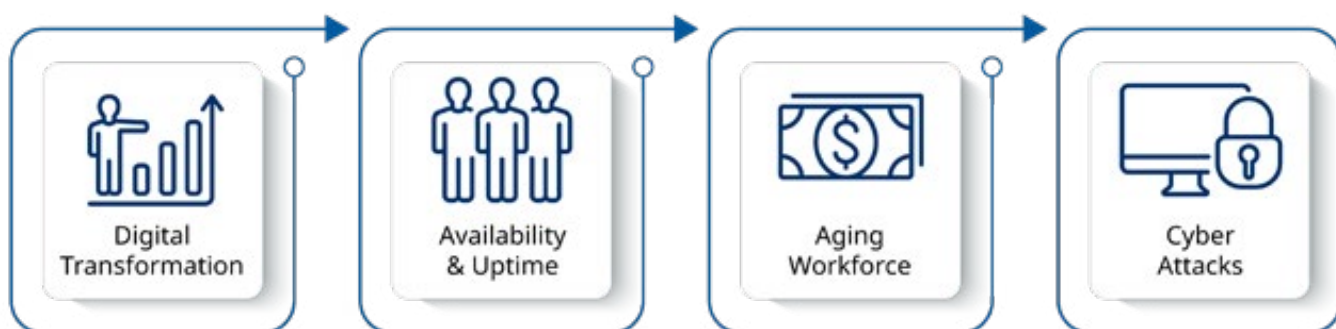 Digital
Transformation
Availability
& Uptime
$
Aging
Workforce
Cyber
Attacks